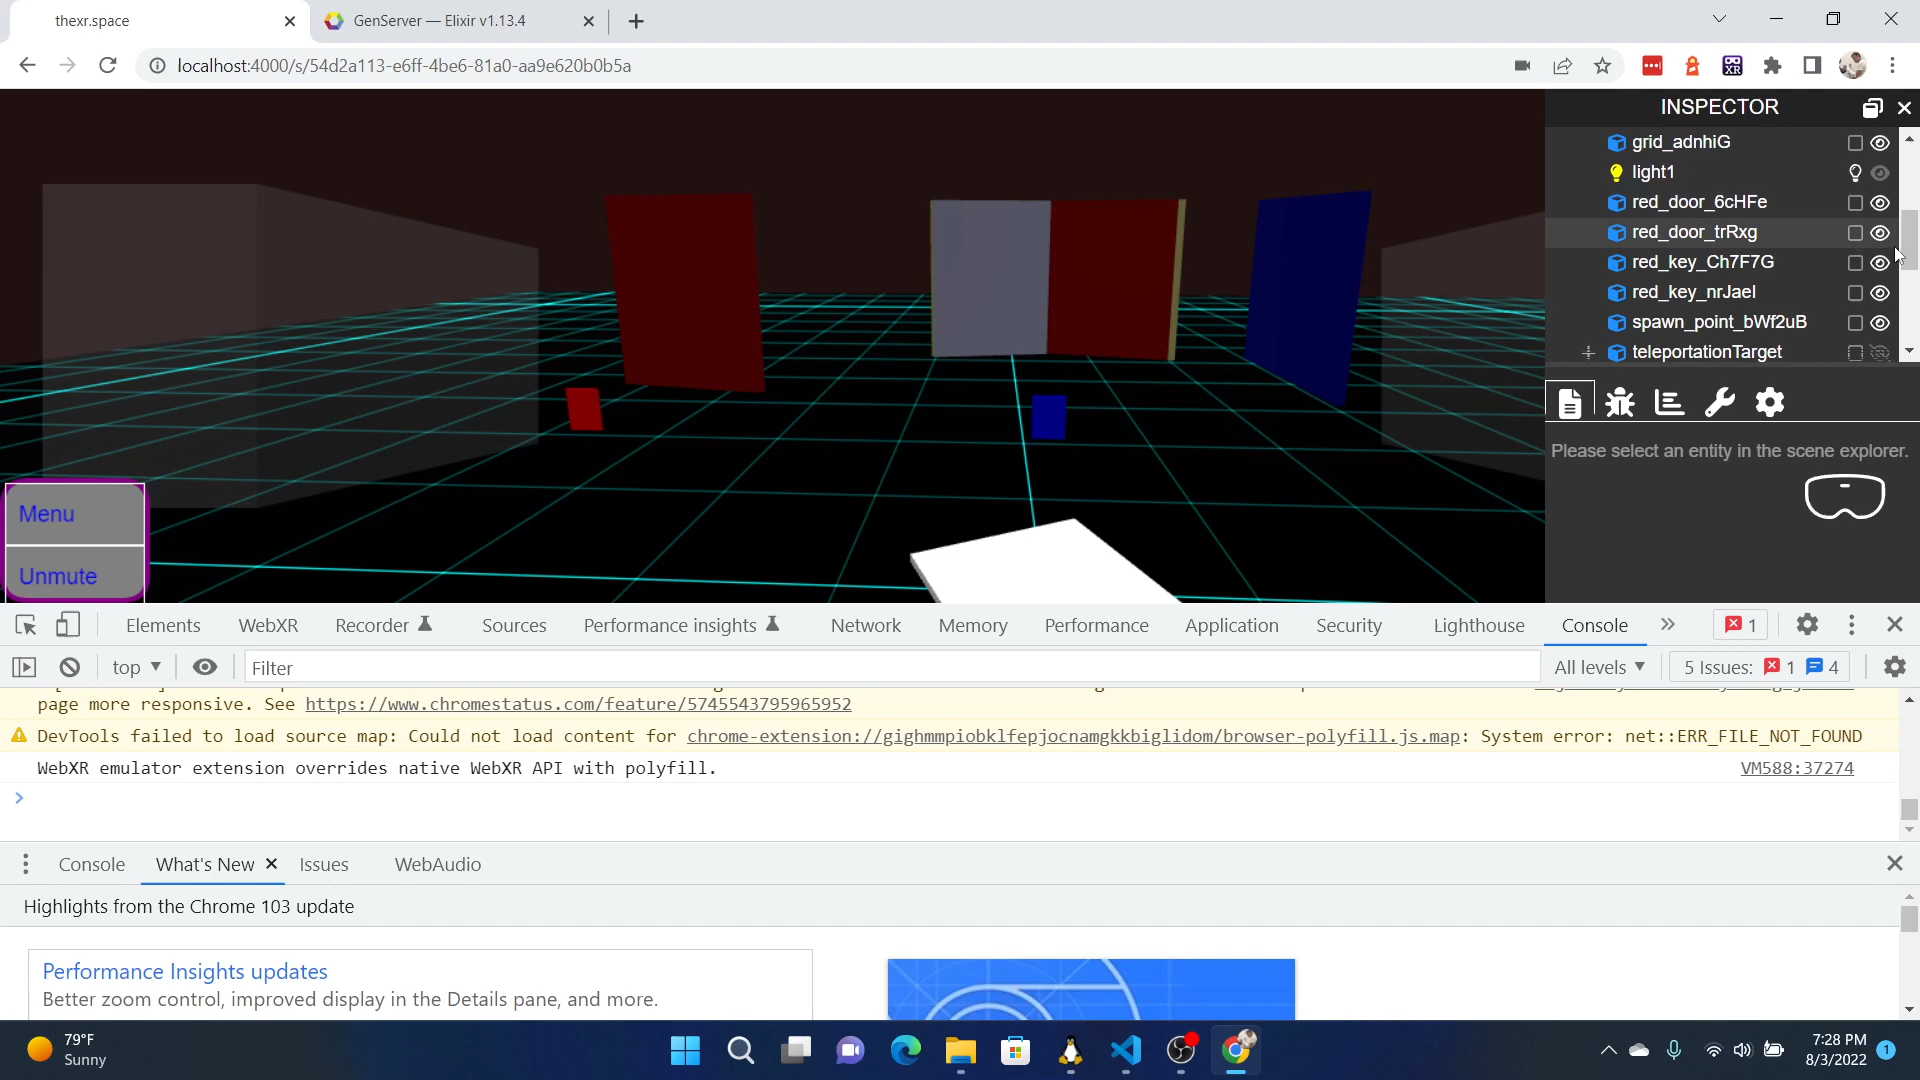 thexr.space
GenServer — Elixir v1.13.4
localhost:4000/s/54d2a113-e6ff-4be6-81a0-aa9e620b0b5a
XR
INSPECTOR
grid_adnhiG
light1
red_door_6cHFe
red_door_trRxg
red_key_Ch7F7G
red_key_nrJael
spawn_point_bWf2uB
teleportationTarget
Please select an entity in the scene explorer.
Menu
Unmute
Elements WebXR Recorder Sources Performance insights Network Memory Performance Application Security Lighthouse Console 1
top Filter All levels 5 Issues: 1 4
page more responsive. See https://www.chromestatus.com/feature/5745543795965952
DevTools failed to load source map: Could not load content for chrome-extension://gighmmpiobklfepjocnamgkkbiglidom/browser-polyfill.js.map: System error: net::ERR_FILE_NOT_FOUND
WebXR emulator extension overrides native WebXR API with polyfill. VM588:37274
Console What's New Issues WebAudio
Highlights from the Chrome 103 update
Performance Insights updates
Better zoom control, improved display in the Details pane, and more.
79°F
Sunny
7:28 PM
8/3/2022
1